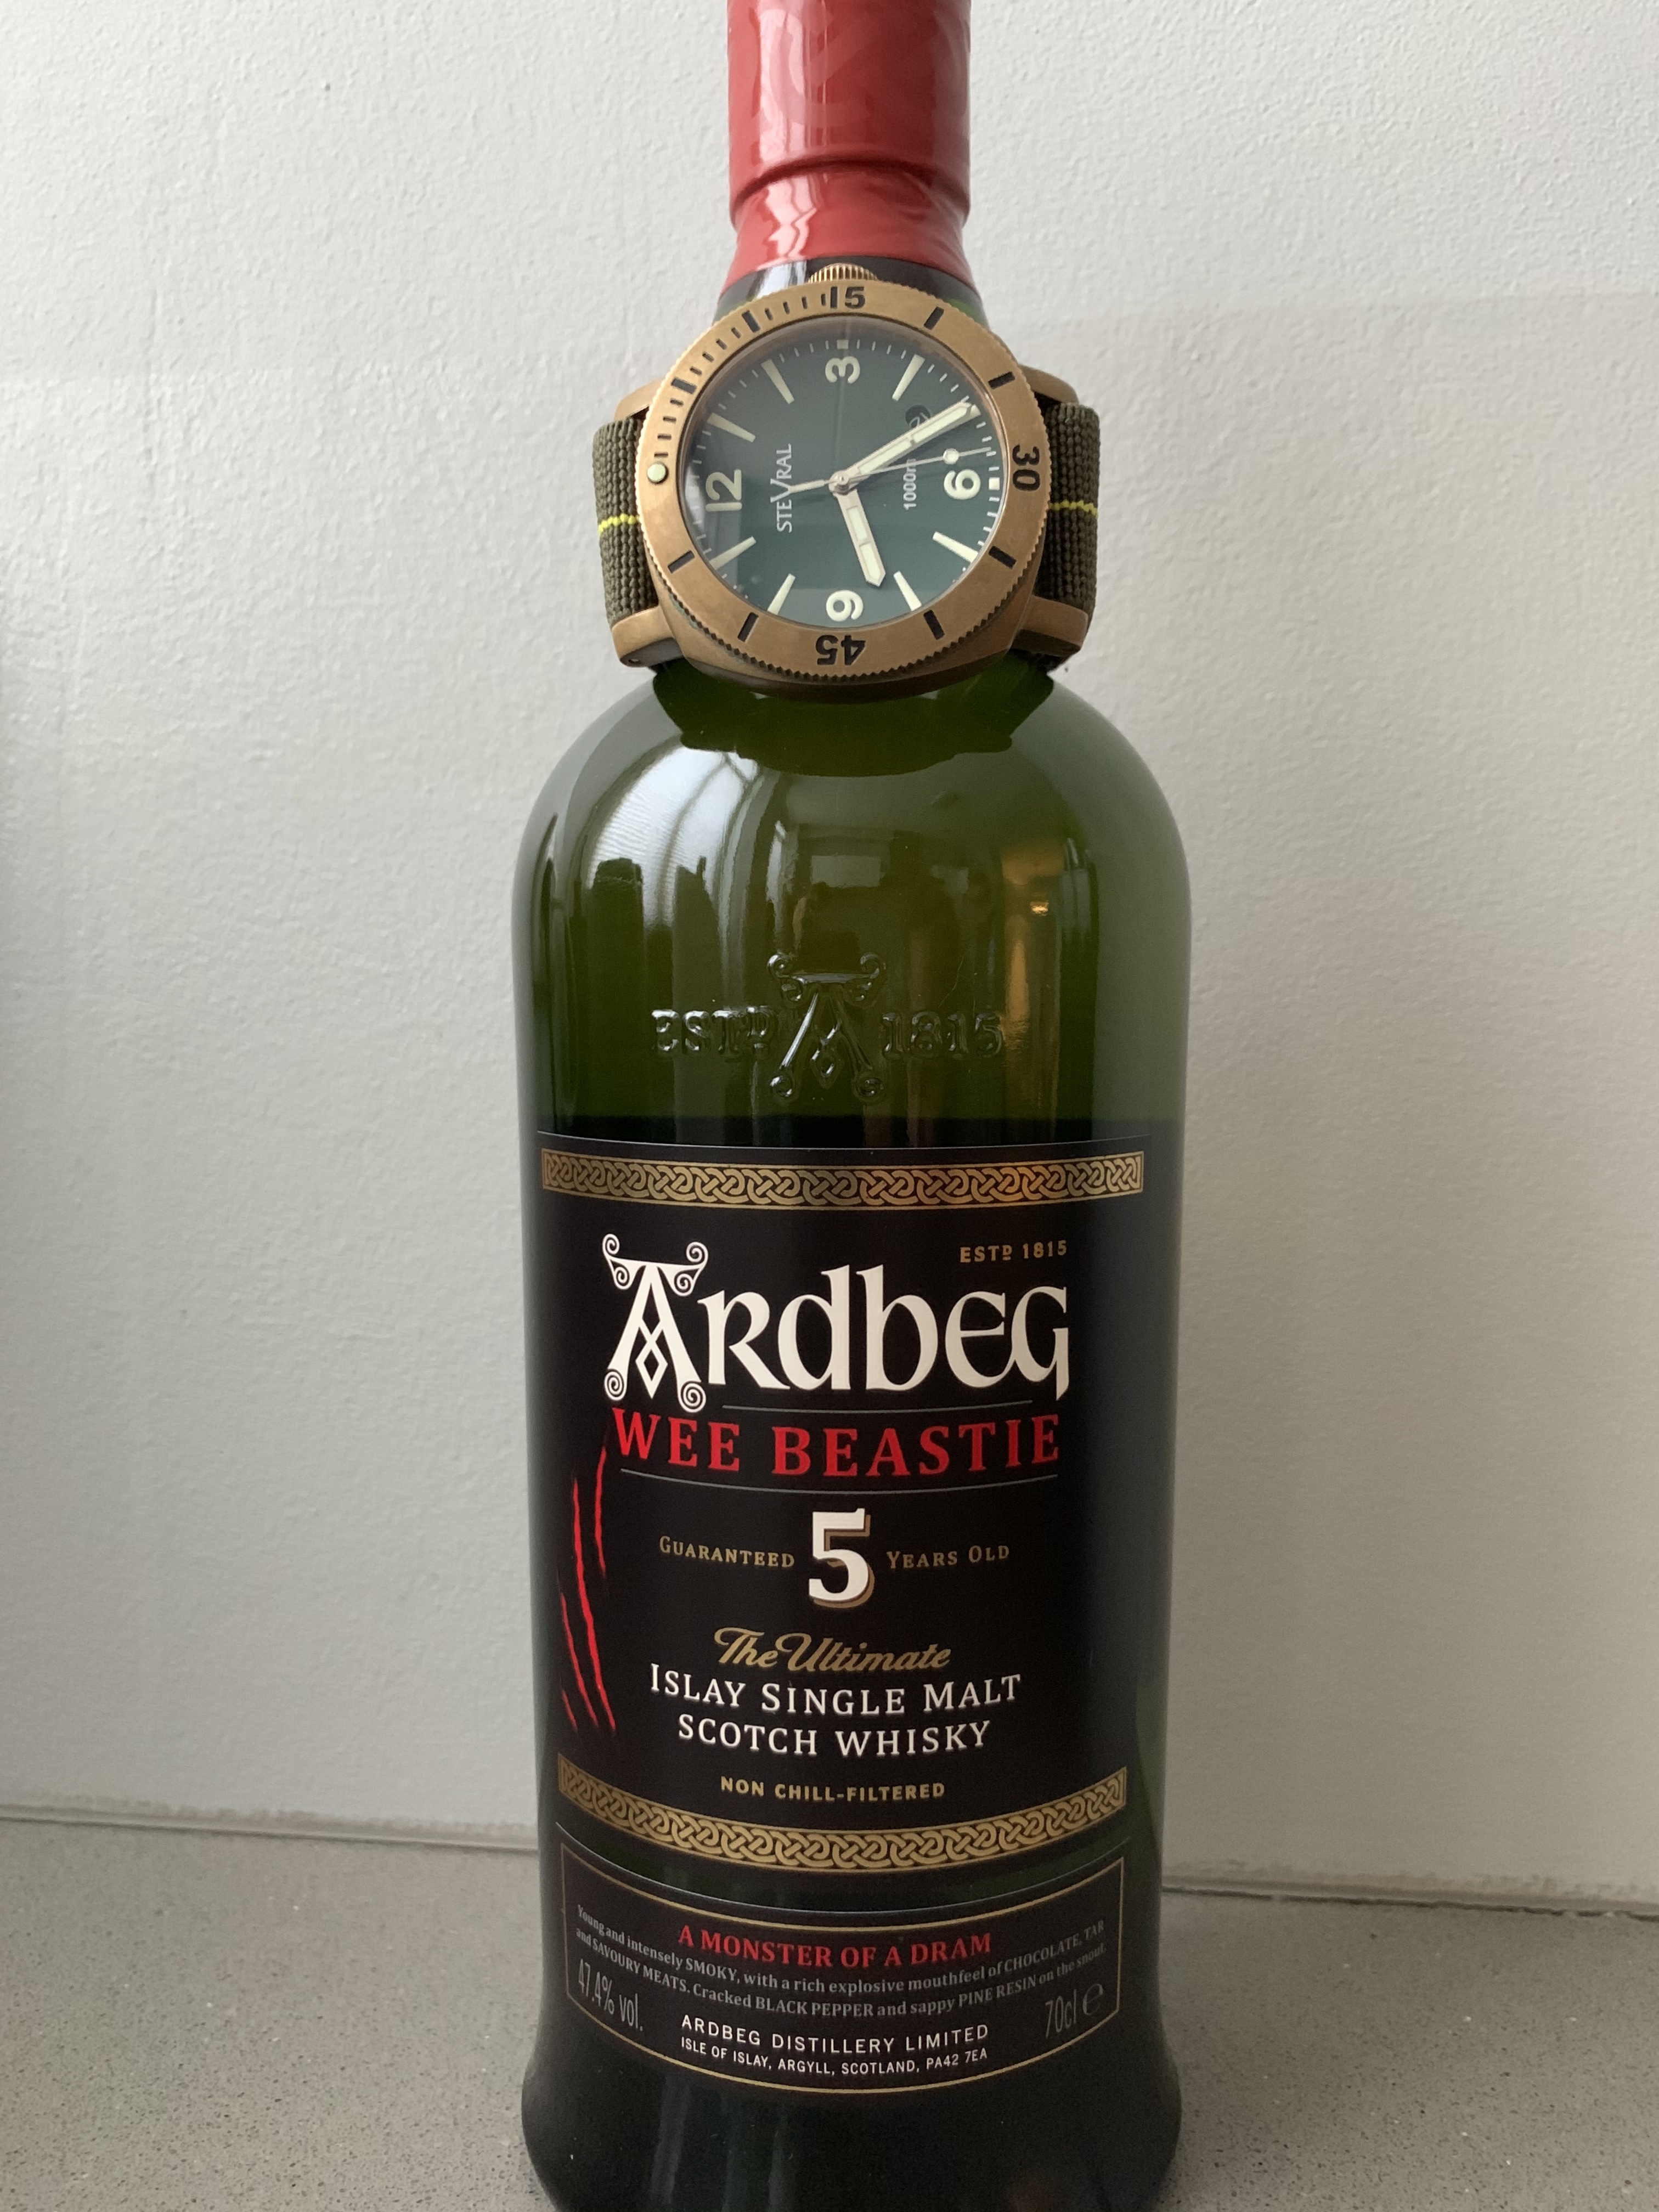 15
3
12
STEVRAL
1000m
21
6
9
30
45
ESTD 1815
ESTD 1815
ARDBEG
WEE BEASTIE
GUARANTEED 5 YEARS OLD
The Ultimate
ISLAY SINGLE MALT
SCOTCH WHISKY
NON CHILL-FILTERED
A MONSTER OF A DRAM
Young and intensely SMOKY, with a rich explosive mouthfeel of CHOCOLATE, TAR
and SAVOURY MEATS. Cracked BLACK PEPPER and sappy PINE RESIN on the snout.
47.4% vol.
70cl e
ARDBEG DISTILLERY LIMITED
ISLE OF ISLAY, ARGYLL, SCOTLAND, PA42 7EA